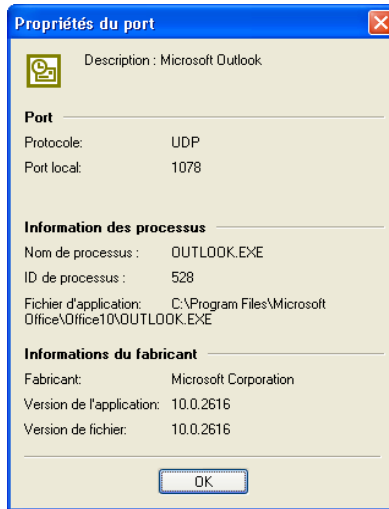 Propriétés du port
Description : Microsoft Outlook
Port
Protocole: UDP
Port local: 1078
Information des processus
Nom de processus : OUTLOOK.EXE
ID de processus : 528
Fichier d'application: C:\Program Files\Microsoft
Office\Office10\OUTLOOK.EXE
Informations du fabricant
Fabricant: Microsoft Corporation
Version de l'application: 10.0.2616
Version de fichier: 10.0.2616
OK